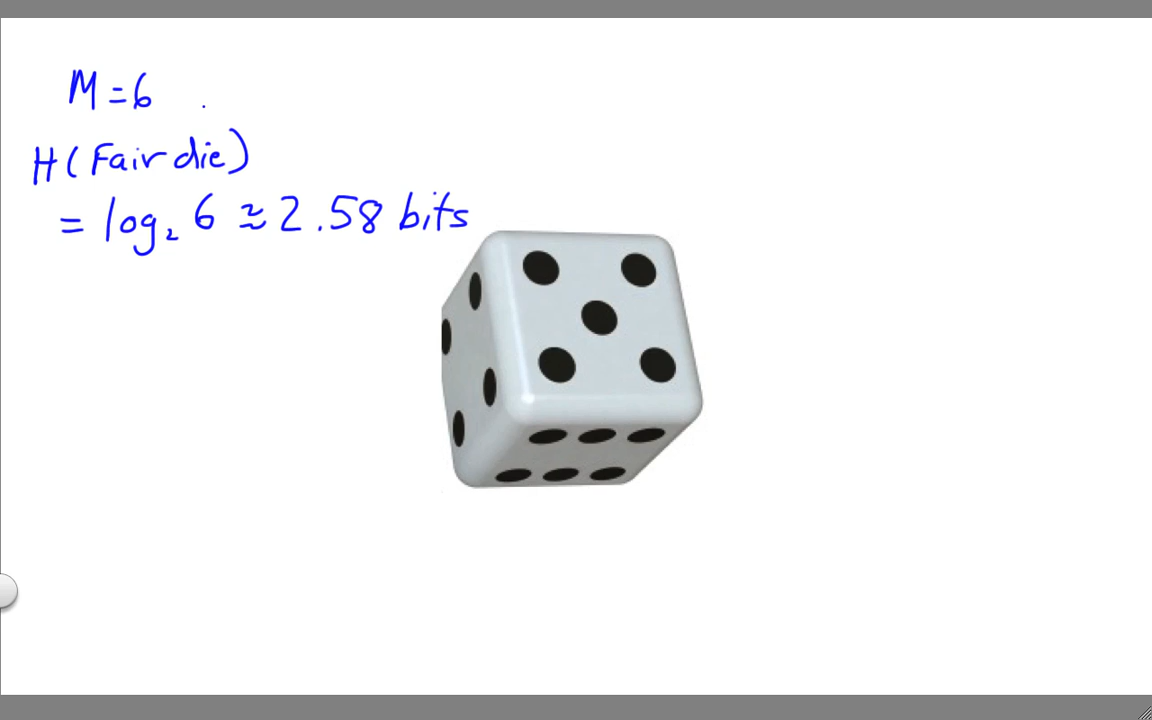 M = 6
H(Fair die)
= log₂ 6 ≈ 2.58 bits